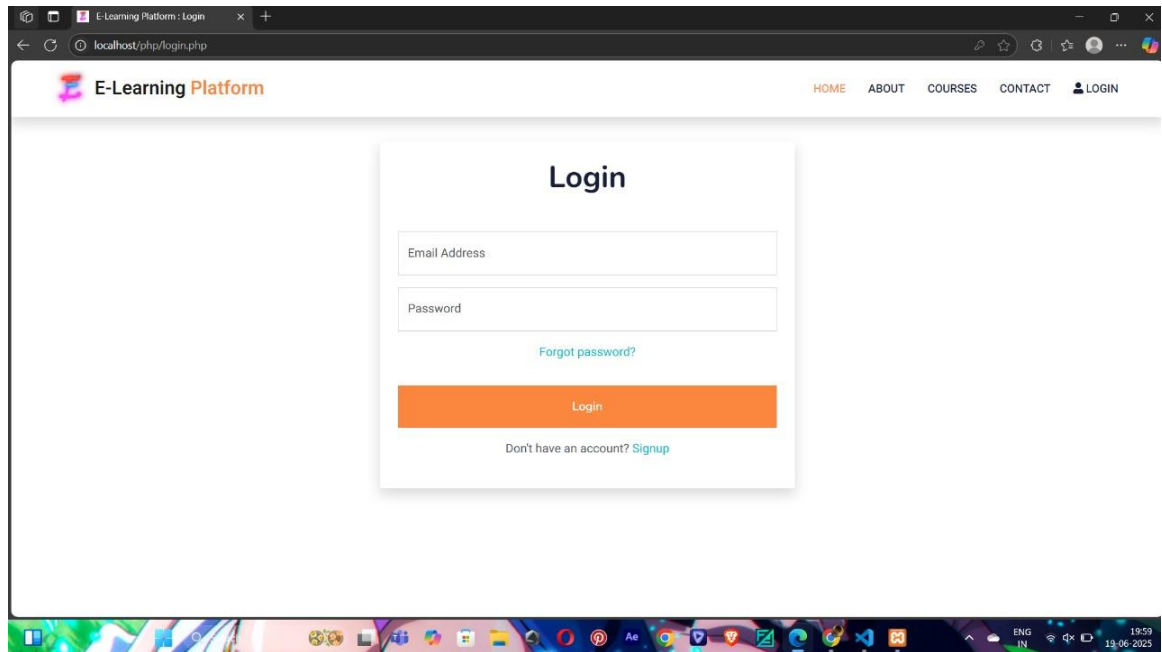 E-Learning Platform : Login
localhost/php/login.php
E-Learning Platform
HOME ABOUT COURSES CONTACT LOGIN
Login
Email Address
Password
Forgot password?
Login
Don't have an account? Signup
Ae
ENG 19:59
IN 19-06-2025